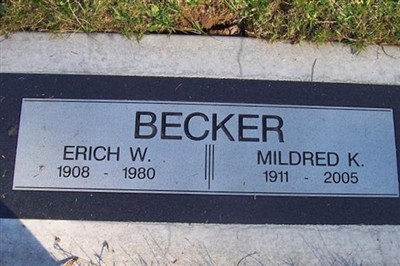 BECKER
ERICH W. MILDRED K.
1908 - 1980 1911 - 2005